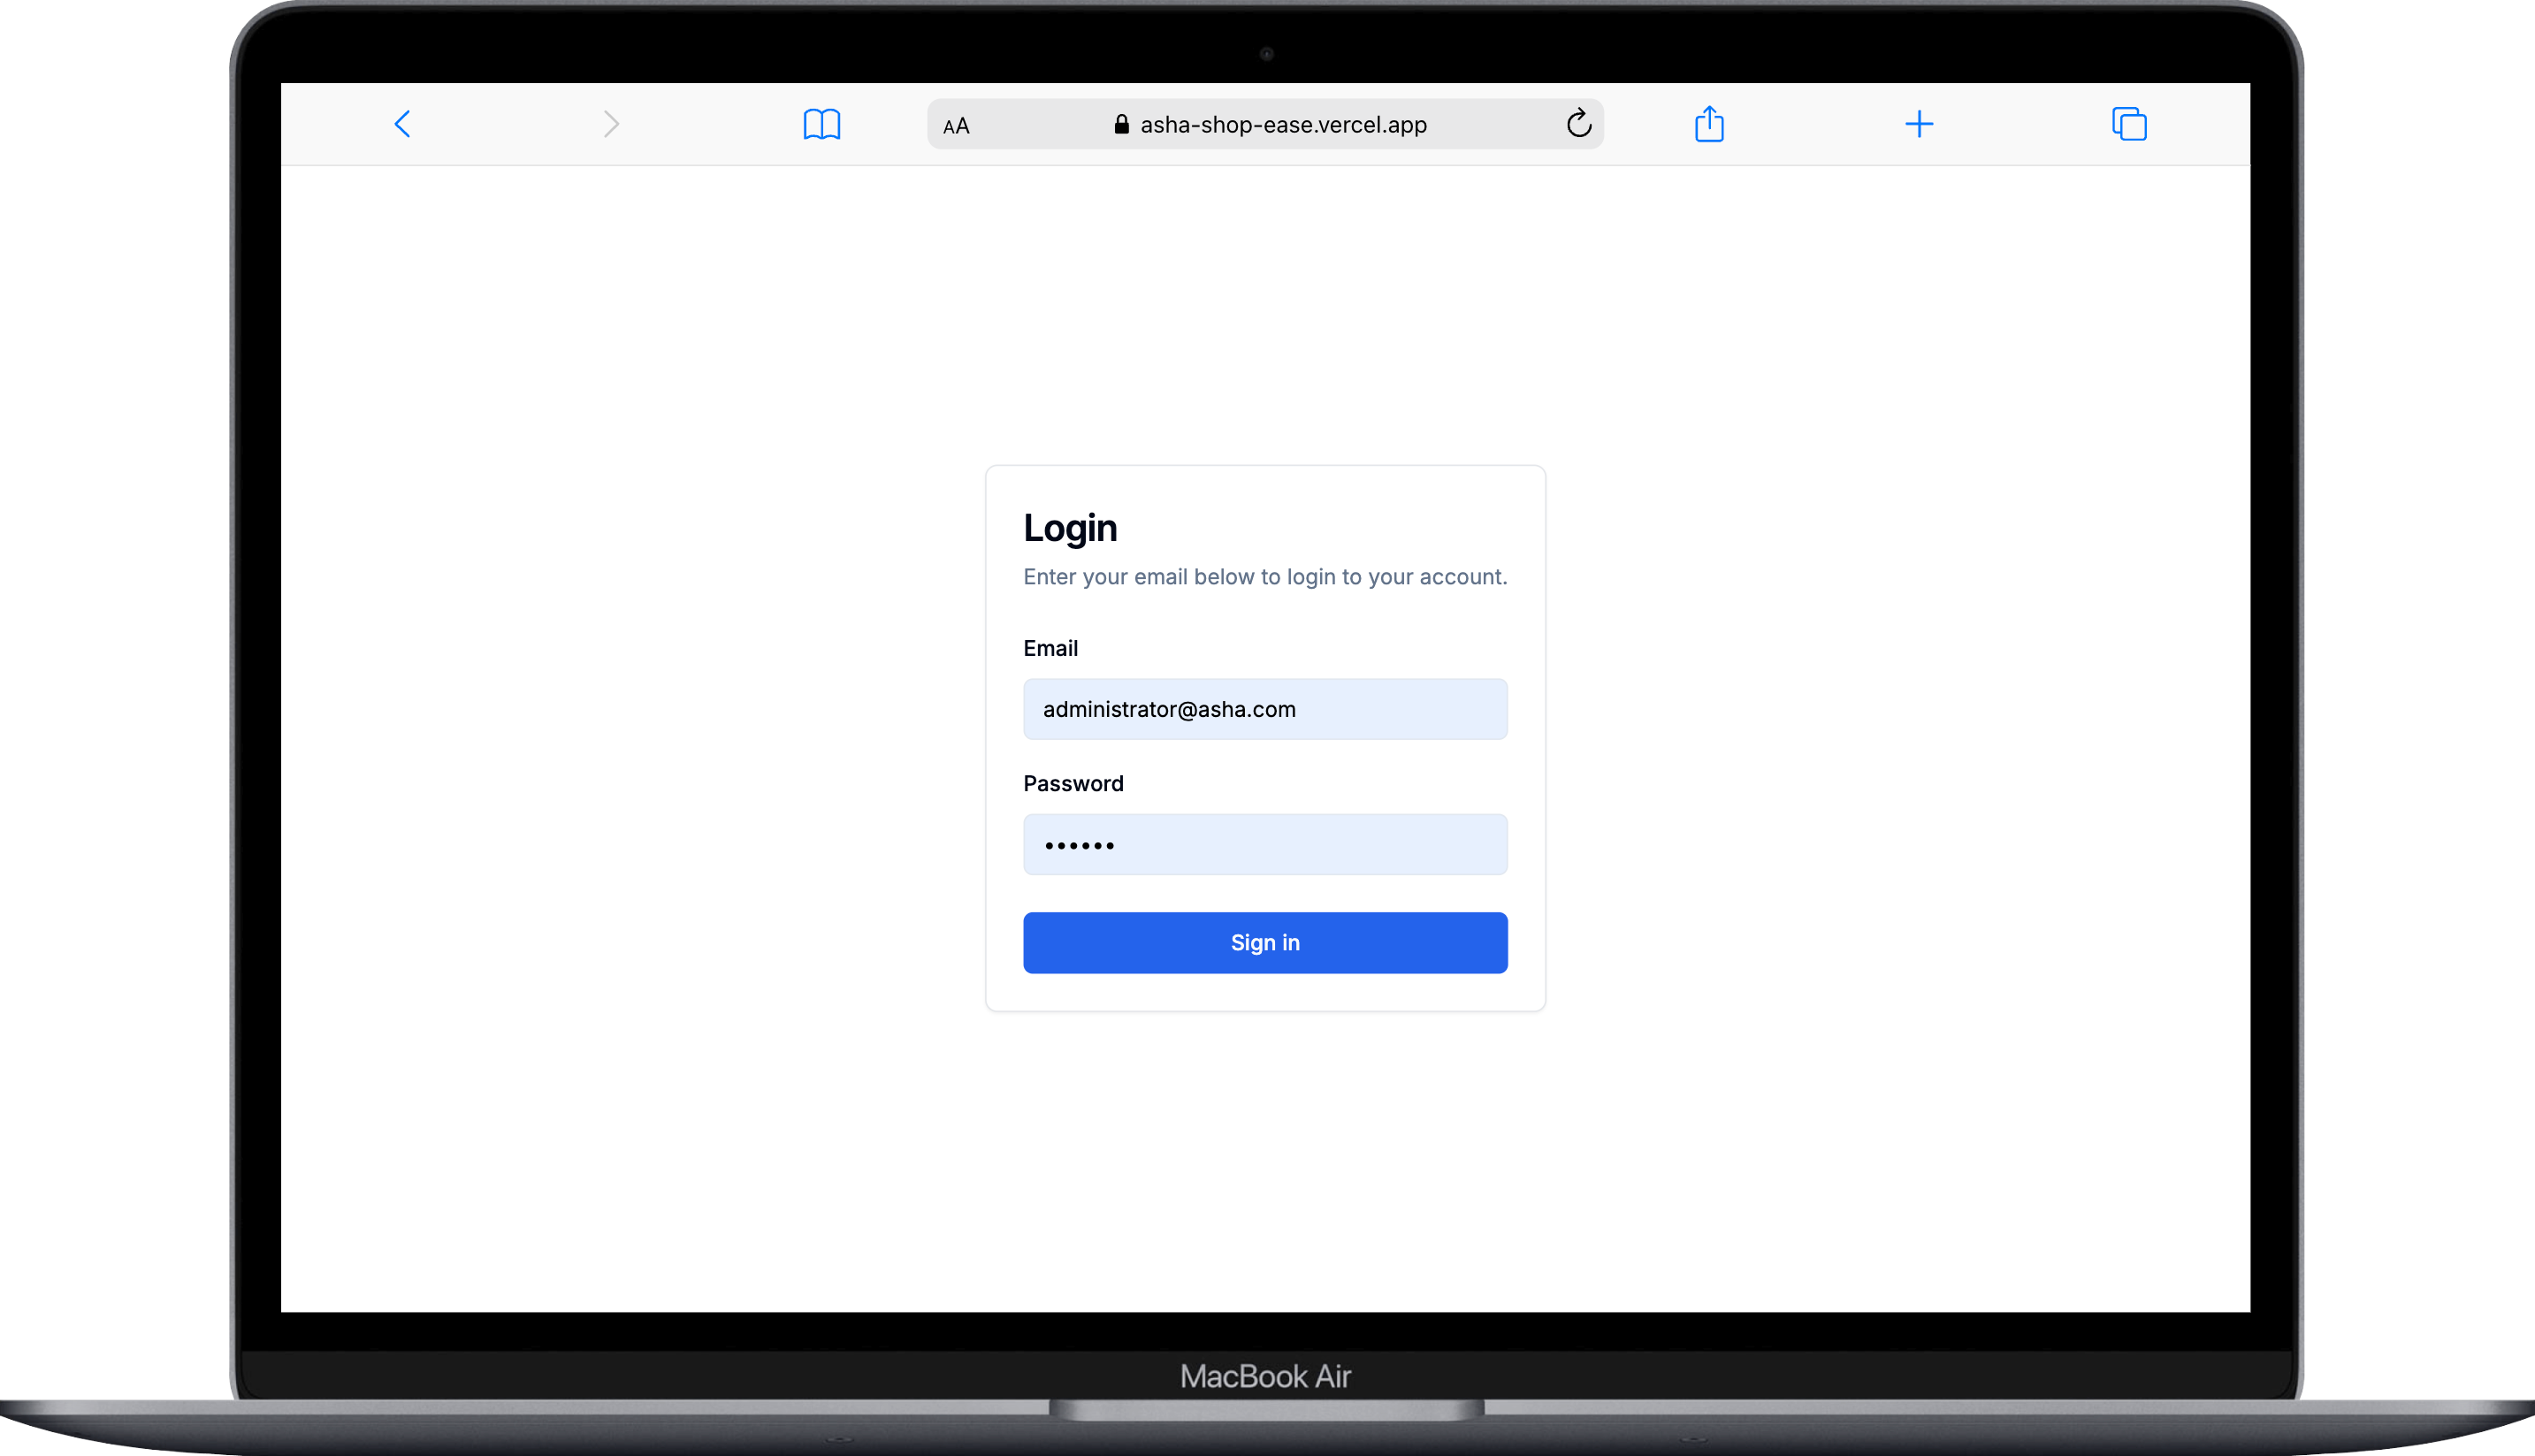 AA asha-shop-ease.vercel.app
Login
Enter your email below to login to your account.
Email
administrator@asha.com
Password
••••••
Sign in
MacBook Air